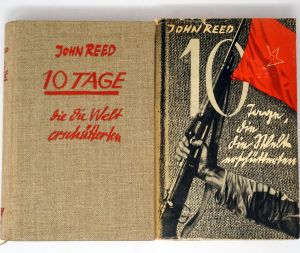 JOHN REED
10 TAGE
die die Welt
erschütterten
JOHN REED
10
Tage,
die
die Welt
erschütterten